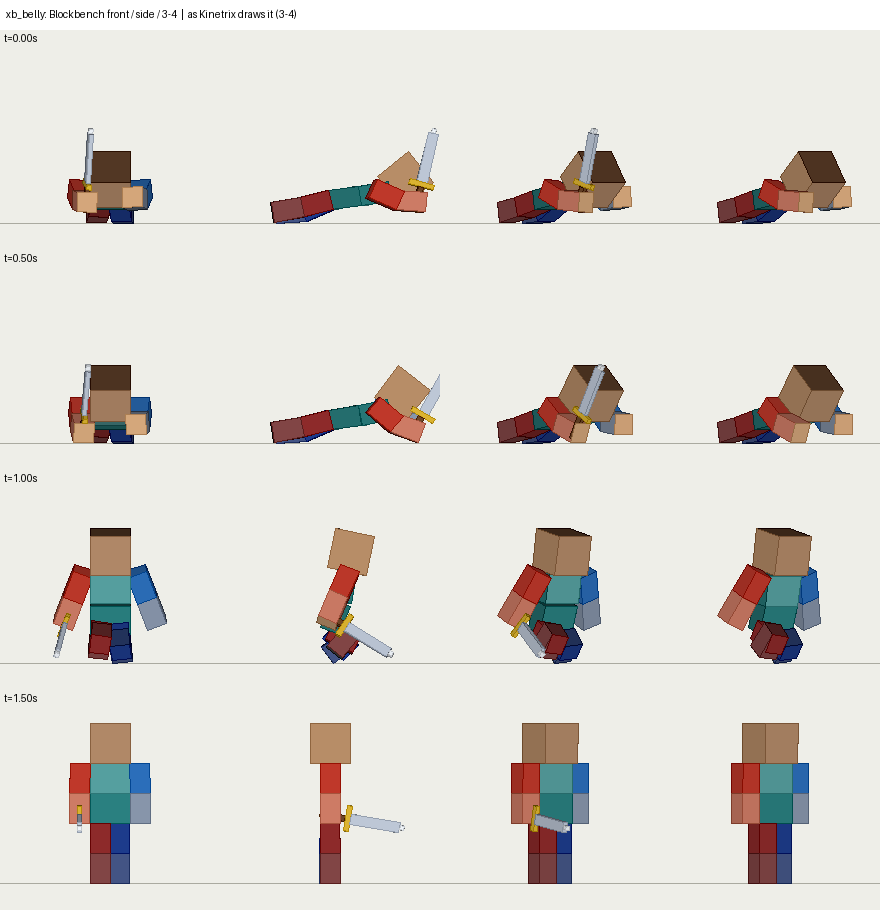 xb_belly: Blockbench front / side / 3-4 | as Kinetrix draws it (3-4)
t=0.00s
t=0.50s
t=1.00s
t=1.50s